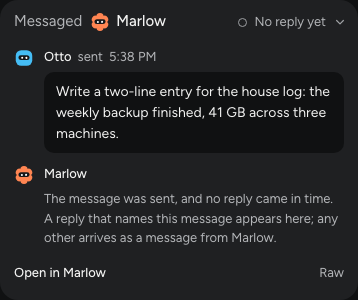 Messaged Marlow No reply yet
Otto sent 5:38 PM
Write a two-line entry for the house log: the
weekly backup finished, 41 GB across three
machines.
Marlow
The message was sent, and no reply came in time.
A reply that names this message appears here; any
other arrives as a message from Marlow.
Open in Marlow Raw